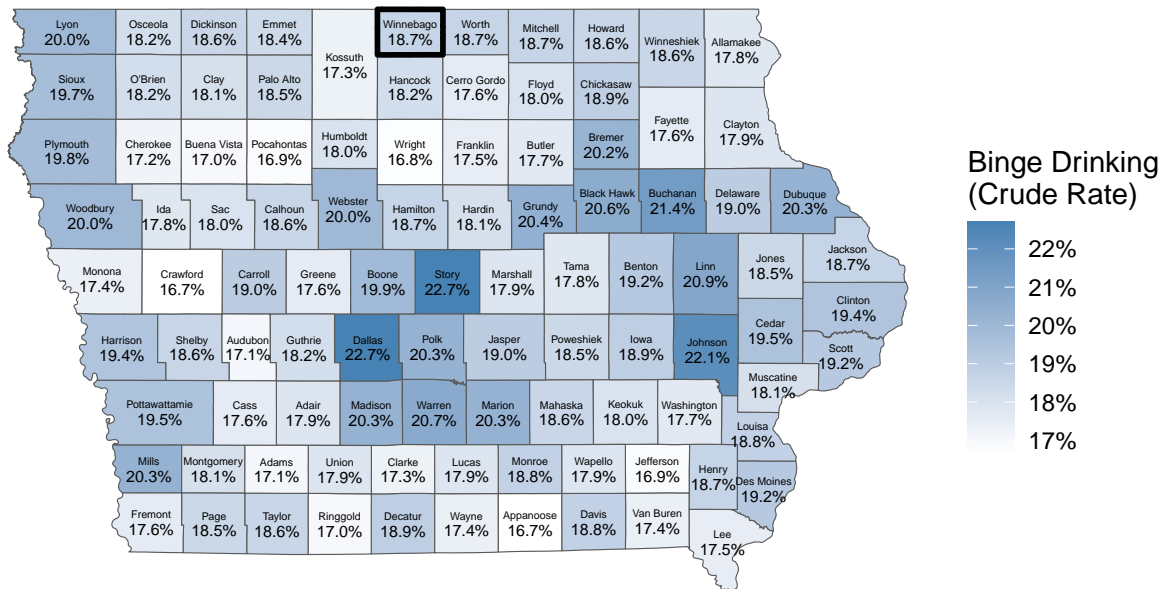 Lyon
20.0%
Osceola
18.2%
Dickinson
18.6%
Emmet
18.4%
Kossuth
17.3%
Winnebago
18.7%
Worth
18.7%
Mitchell
18.7%
Howard
18.6%
Winneshiek
18.6%
Allamakee
17.8%
Sioux
19.7%
O'Brien
18.2%
Clay
18.1%
Palo Alto
18.5%
Hancock
18.2%
Cerro Gordo
17.6%
Floyd
18.0%
Chickasaw
18.9%
Plymouth
19.8%
Cherokee
17.2%
Buena Vista
17.0%
Pocahontas
16.9%
Humboldt
18.0%
Wright
16.8%
Franklin
17.5%
Butler
17.7%
Bremer
20.2%
Fayette
17.6%
Clayton
17.9%
Woodbury
20.0%
Ida
17.8%
Sac
18.0%
Calhoun
18.6%
Webster
20.0%
Hamilton
18.7%
Hardin
18.1%
Grundy
20.4%
Black Hawk
20.6%
Buchanan
21.4%
Delaware
19.0%
Dubuque
20.3%
Monona
17.4%
Crawford
16.7%
Carroll
19.0%
Greene
17.6%
Boone
19.9%
Story
22.7%
Marshall
17.9%
Tama
17.8%
Benton
19.2%
Linn
20.9%
Jones
18.5%
Jackson
18.7%
Clinton
19.4%
Harrison
19.4%
Shelby
18.6%
Audubon
17.1%
Guthrie
18.2%
Dallas
22.7%
Polk
20.3%
Jasper
19.0%
Poweshiek
18.5%
Iowa
18.9%
Johnson
22.1%
Cedar
19.5%
Scott
19.2%
Muscatine
18.1%
Pottawattamie
19.5%
Cass
17.6%
Adair
17.9%
Madison
20.3%
Warren
20.7%
Marion
20.3%
Mahaska
18.6%
Keokuk
18.0%
Washington
17.7%
Louisa
18.8%
Mills
20.3%
Montgomery
18.1%
Adams
17.1%
Union
17.9%
Clarke
17.3%
Lucas
17.9%
Monroe
18.8%
Wapello
17.9%
Jefferson
16.9%
Henry
18.7%
Des Moines
19.2%
Fremont
17.6%
Page
18.5%
Taylor
18.6%
Ringgold
17.0%
Decatur
18.9%
Wayne
17.4%
Appanoose
16.7%
Davis
18.8%
Van Buren
17.4%
Lee
17.5%
Binge Drinking
(Crude Rate)
22%
21%
20%
19%
18%
17%